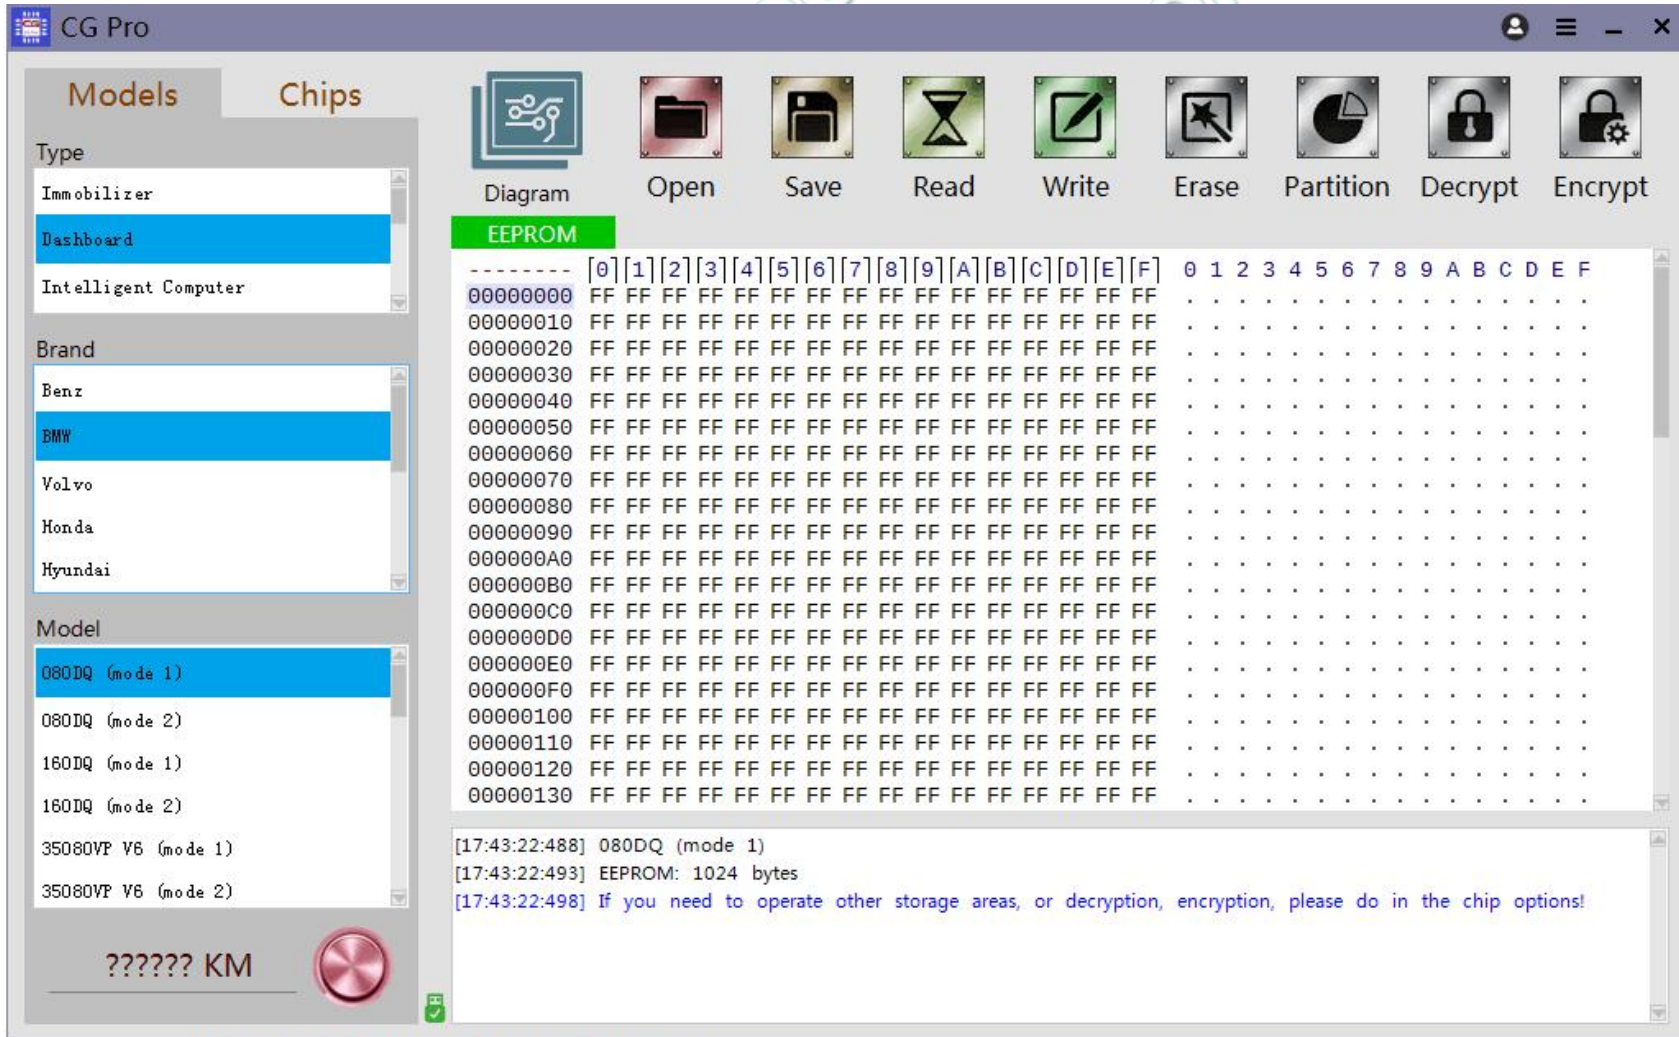 CG Pro
Models Chips
Type
Immobilizer
Dashboard
Intelligent Computer
Brand
Benz
BMW
Volvo
Honda
Hyundai
Model
080DQ (mode 1)
080DQ (mode 2)
160DQ (mode 1)
160DQ (mode 2)
35080VP V6 (mode 1)
35080VP V6 (mode 2)
?????? KM
Diagram Open Save Read Write Erase Partition Decrypt Encrypt
EEPROM
-------- [0][1][2][3][4][5][6][7][8][9][A][B][C][D][E][F] 0 1 2 3 4 5 6 7 8 9 A B C D E F
00000000 FF FF FF FF FF FF FF FF FF FF FF FF FF FF FF FF . . . . . . . . . . . . . . . .
00000010 FF FF FF FF FF FF FF FF FF FF FF FF FF FF FF FF . . . . . . . . . . . . . . . .
00000020 FF FF FF FF FF FF FF FF FF FF FF FF FF FF FF FF . . . . . . . . . . . . . . . .
00000030 FF FF FF FF FF FF FF FF FF FF FF FF FF FF FF FF . . . . . . . . . . . . . . . .
00000040 FF FF FF FF FF FF FF FF FF FF FF FF FF FF FF FF . . . . . . . . . . . . . . . .
00000050 FF FF FF FF FF FF FF FF FF FF FF FF FF FF FF FF . . . . . . . . . . . . . . . .
00000060 FF FF FF FF FF FF FF FF FF FF FF FF FF FF FF FF . . . . . . . . . . . . . . . .
00000070 FF FF FF FF FF FF FF FF FF FF FF FF FF FF FF FF . . . . . . . . . . . . . . . .
00000080 FF FF FF FF FF FF FF FF FF FF FF FF FF FF FF FF . . . . . . . . . . . . . . . .
00000090 FF FF FF FF FF FF FF FF FF FF FF FF FF FF FF FF . . . . . . . . . . . . . . . .
000000A0 FF FF FF FF FF FF FF FF FF FF FF FF FF FF FF FF . . . . . . . . . . . . . . . .
000000B0 FF FF FF FF FF FF FF FF FF FF FF FF FF FF FF FF . . . . . . . . . . . . . . . .
000000C0 FF FF FF FF FF FF FF FF FF FF FF FF FF FF FF FF . . . . . . . . . . . . . . . .
000000D0 FF FF FF FF FF FF FF FF FF FF FF FF FF FF FF FF . . . . . . . . . . . . . . . .
000000E0 FF FF FF FF FF FF FF FF FF FF FF FF FF FF FF FF . . . . . . . . . . . . . . . .
000000F0 FF FF FF FF FF FF FF FF FF FF FF FF FF FF FF FF . . . . . . . . . . . . . . . .
00000100 FF FF FF FF FF FF FF FF FF FF FF FF FF FF FF FF . . . . . . . . . . . . . . . .
00000110 FF FF FF FF FF FF FF FF FF FF FF FF FF FF FF FF . . . . . . . . . . . . . . . .
00000120 FF FF FF FF FF FF FF FF FF FF FF FF FF FF FF FF . . . . . . . . . . . . . . . .
00000130 FF FF FF FF FF FF FF FF FF FF FF FF FF FF FF FF . . . . . . . . . . . . . . . .
[17:43:22:488] 080DQ (mode 1)
[17:43:22:493] EEPROM: 1024 bytes
[17:43:22:498] If you need to operate other storage areas, or decryption, encryption, please do in the chip options!